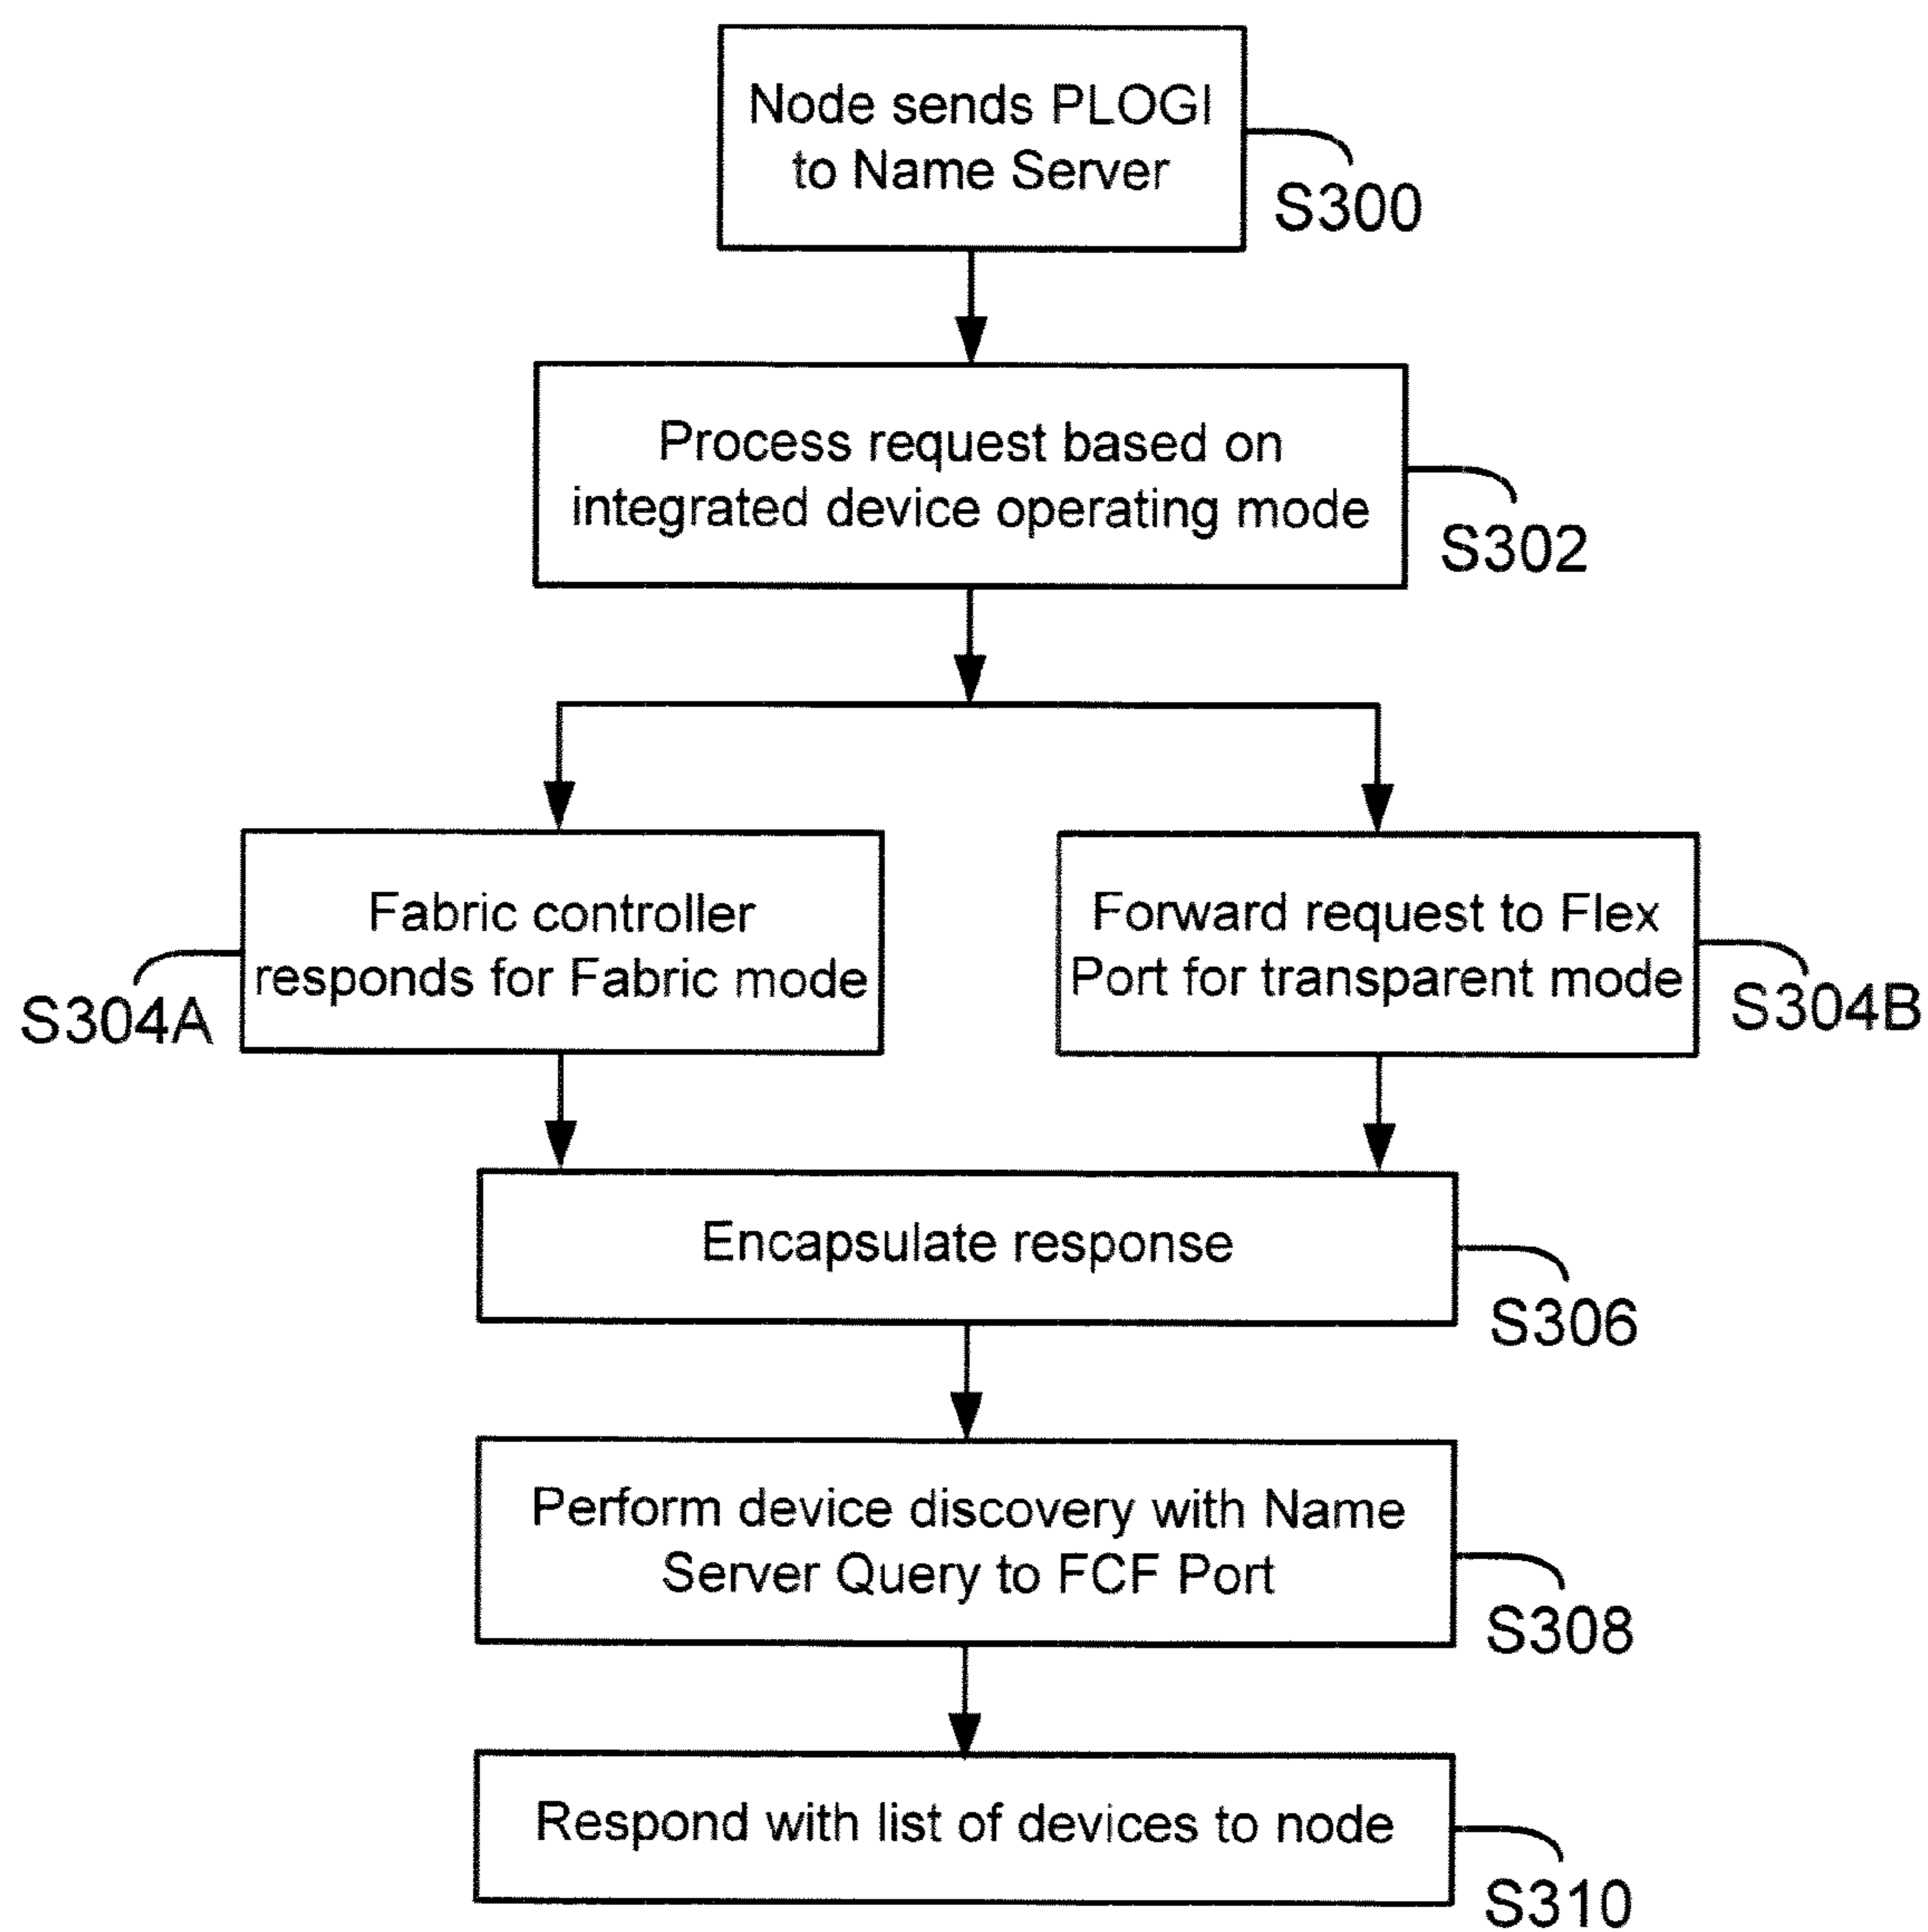 Node sends PLOGI
to Name Server
S300
Process request based on
integrated device operating mode
S302
Fabric controller
responds for Fabric mode
S304A
Forward request to Flex
Port for transparent mode
S304B
Encapsulate response
S306
Perform device discovery with Name
Server Query to FCF Port
S308
Respond with list of devices to node
S310